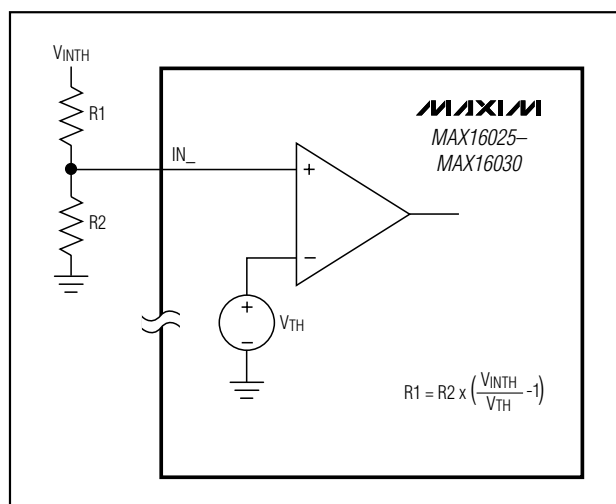 VINTH
R1
R2
IN_
MAXIM
MAX16025–
MAX16030
+
−
+
−
VTH
R1 = R2 x (VINTH/VTH -1)